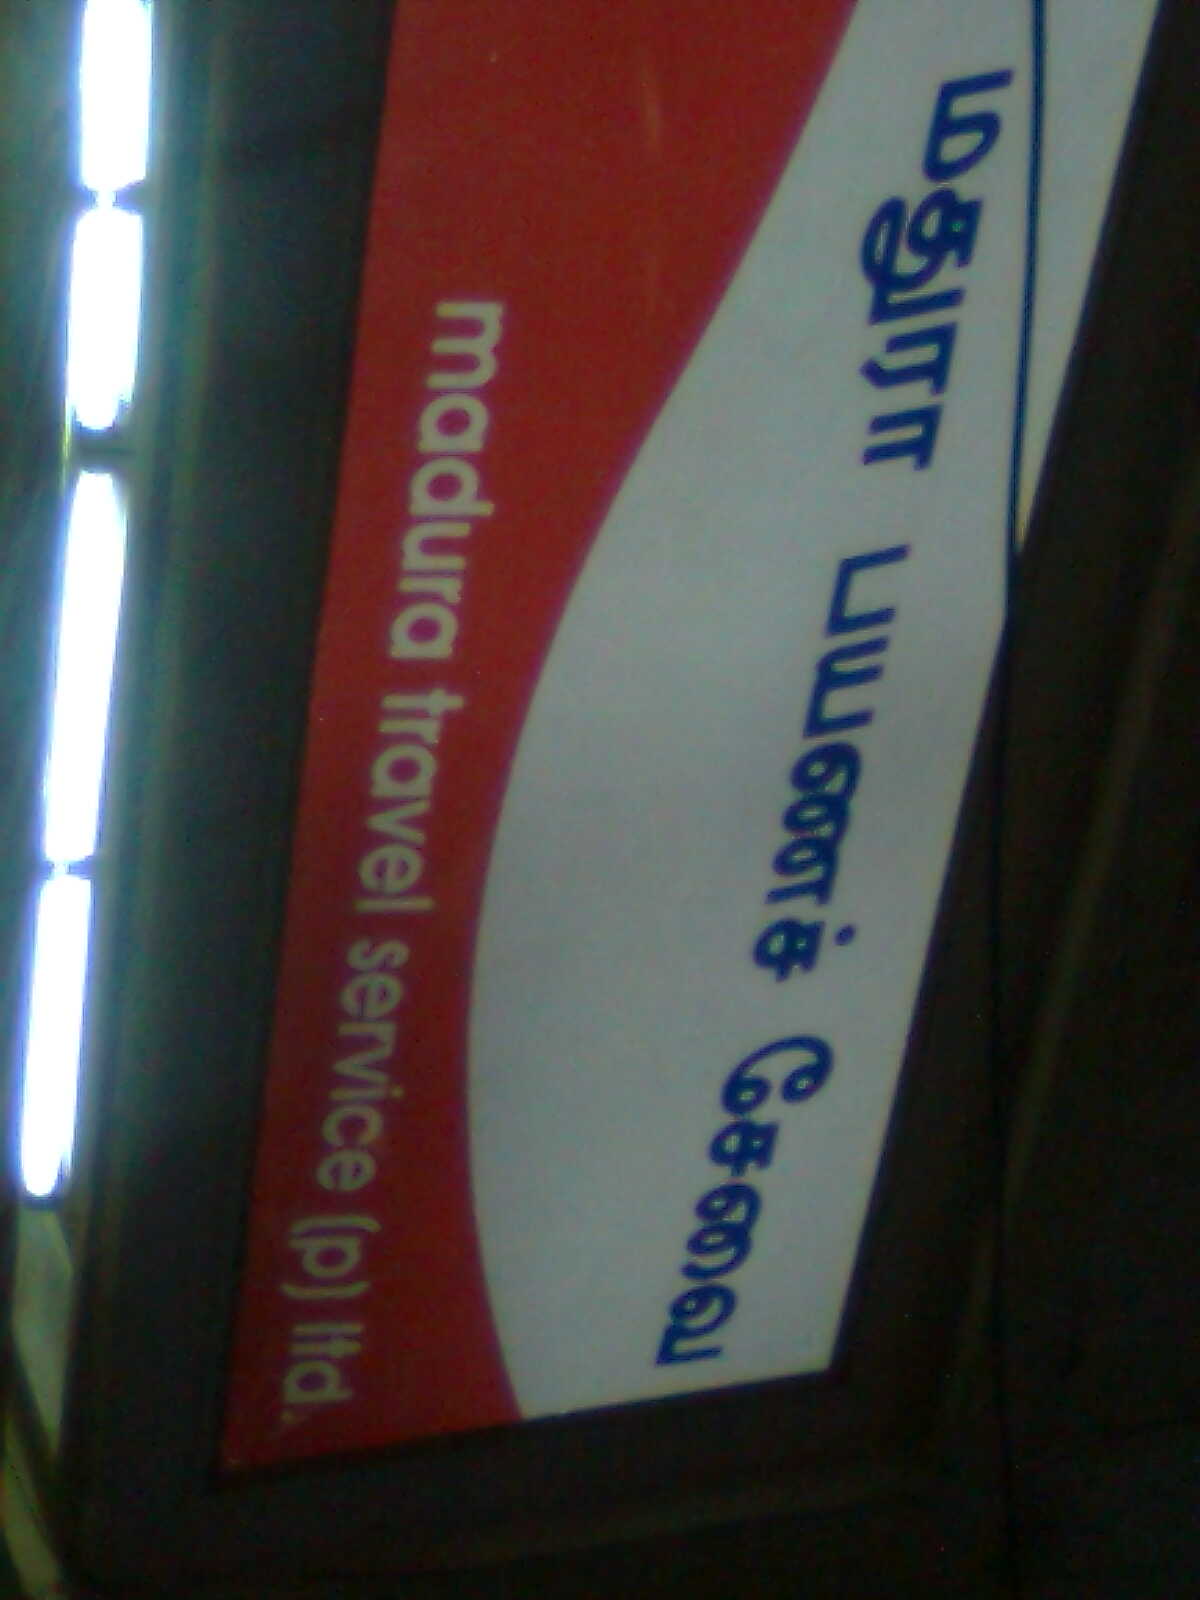 மதுரா பயணச் சேவை
madura travel service (p) ltd.